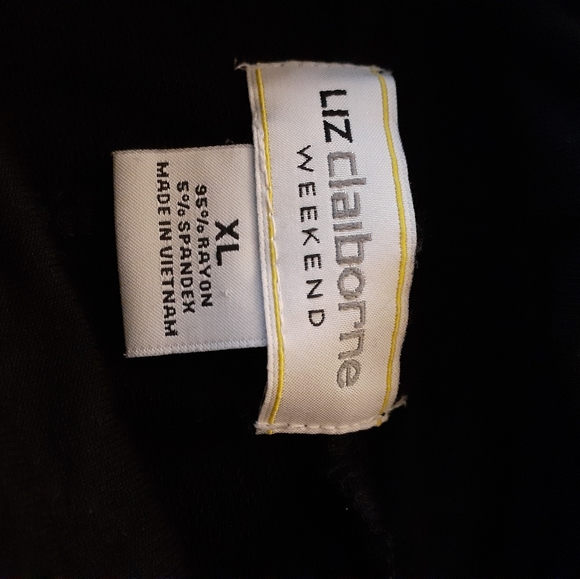 LIZ claiborne
WEEKEND
XL
95% RAYON
5% SPANDEX
MADE IN VIETNAM